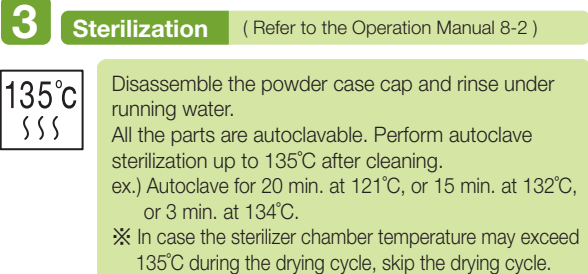 3 Sterilization ( Refer to the Operation Manual 8-2 )
135°c
Disassemble the powder case cap and rinse under
running water.
All the parts are autoclavable. Perform autoclave
sterilization up to 135°C after cleaning.
ex.) Autoclave for 20 min. at 121°C, or 15 min. at 132°C,
or 3 min. at 134°C.
※ In case the sterilizer chamber temperature may exceed
135°C during the drying cycle, skip the drying cycle.